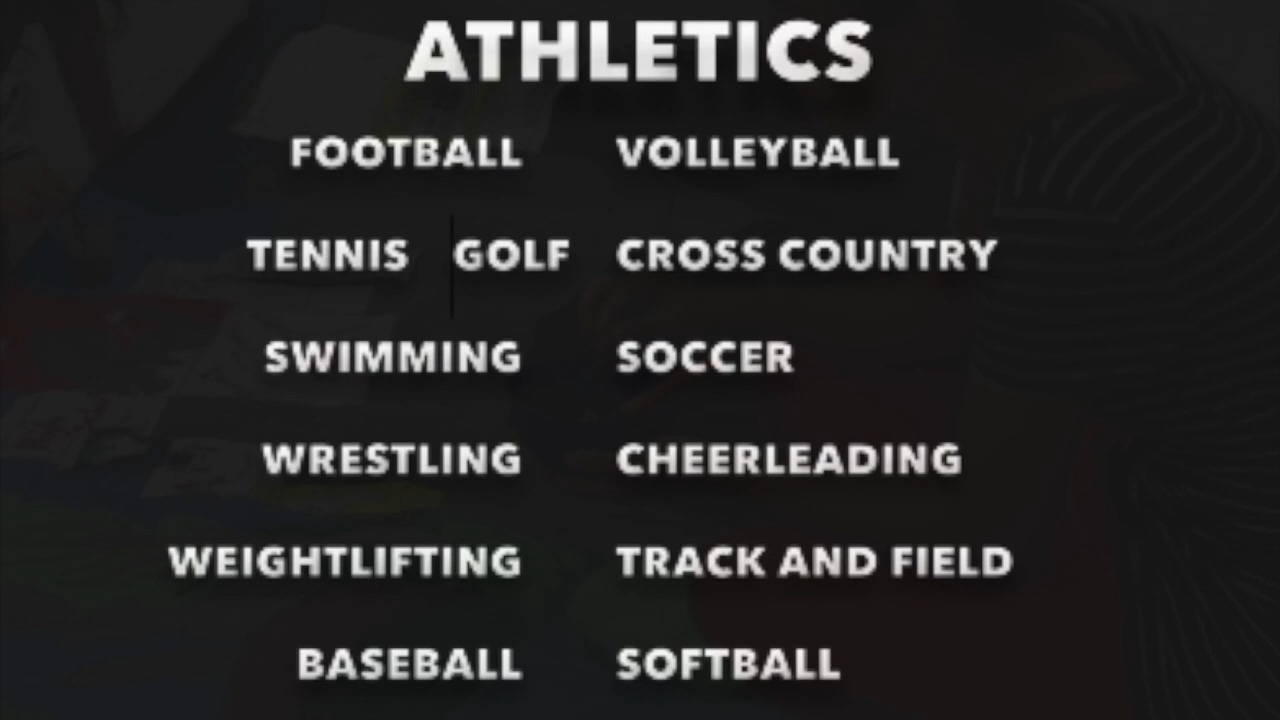 ATHLETICS
FOOTBALL VOLLEYBALL
TENNIS GOLF CROSS COUNTRY
SWIMMING SOCCER
WRESTLING CHEERLEADING
WEIGHTLIFTING TRACK AND FIELD
BASEBALL SOFTBALL